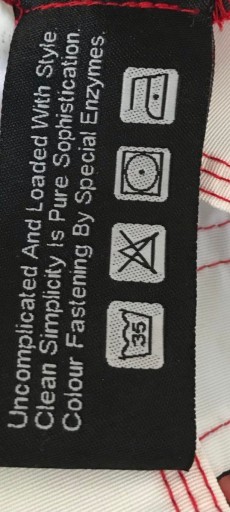 Uncomplicated And Loaded With Style
Clean Simplicity Is Pure Sophistication.
Colour Fastening By Special Enzymes.
35